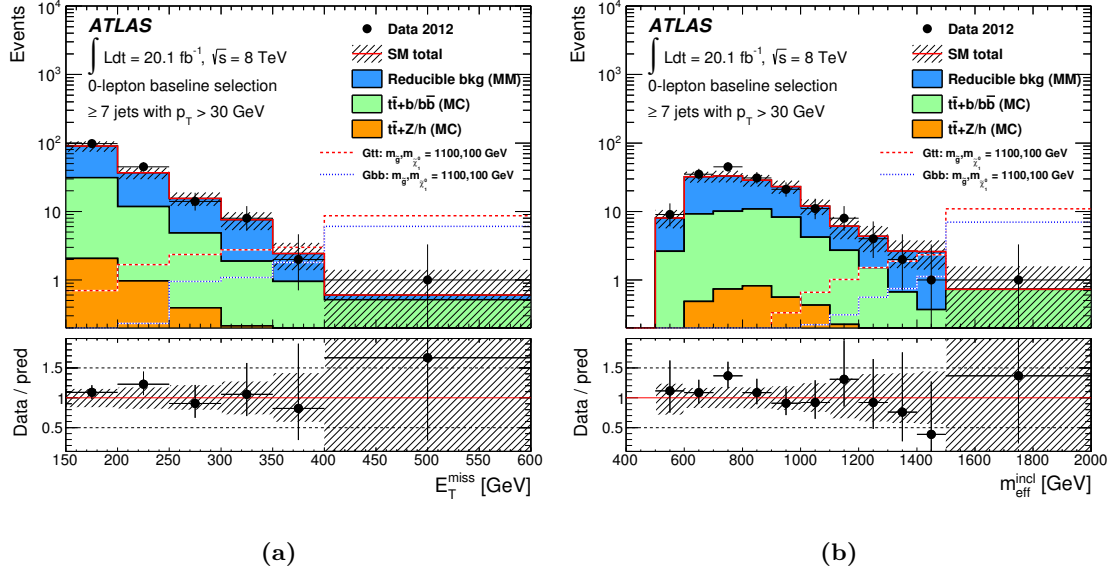 Events
ATLAS
∫ Ldt = 20.1 fb⁻¹, √s = 8 TeV
0-lepton baseline selection
≥ 7 jets with p_T > 30 GeV
Data 2012
SM total
Reducible bkg (MM)
tt̄+b/bb̄ (MC)
tt̄+Z/h (MC)
Gtt: m_g̃, m_χ̃⁰₁ = 1100,100 GeV
Gbb: m_g̃, m_χ̃⁰₁ = 1100,100 GeV
10⁴
10³
10²
10
1
Data / pred
1.5
1
0.5
150 200 250 300 350 400 450 500 550 600
E_T^miss [GeV]
(a)
Events
ATLAS
∫ Ldt = 20.1 fb⁻¹, √s = 8 TeV
0-lepton baseline selection
≥ 7 jets with p_T > 30 GeV
Data 2012
SM total
Reducible bkg (MM)
tt̄+b/bb̄ (MC)
tt̄+Z/h (MC)
Gtt: m_g̃, m_χ̃⁰₁ = 1100,100 GeV
Gbb: m_g̃, m_χ̃⁰₁ = 1100,100 GeV
10⁴
10³
10²
10
1
Data / pred
1.5
1
0.5
400 600 800 1000 1200 1400 1600 1800 2000
m_eff^incl [GeV]
(b)